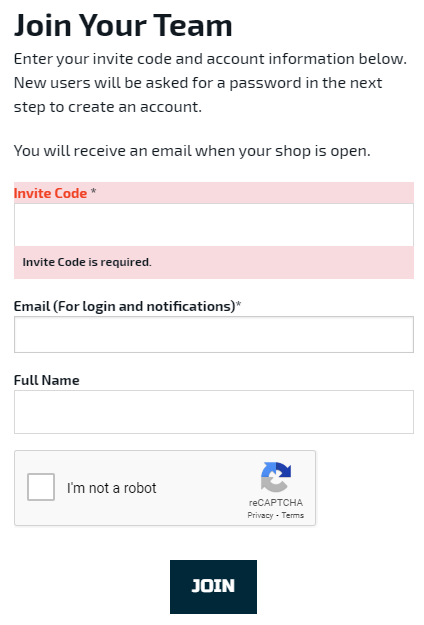 Join Your Team
Enter your invite code and account information below.
New users will be asked for a password in the next
step to create an account.
You will receive an email when your shop is open.
Invite Code *
Invite Code is required.
Email (For login and notifications)*
Full Name
I'm not a robot
reCAPTCHA
Privacy - Terms
JOIN